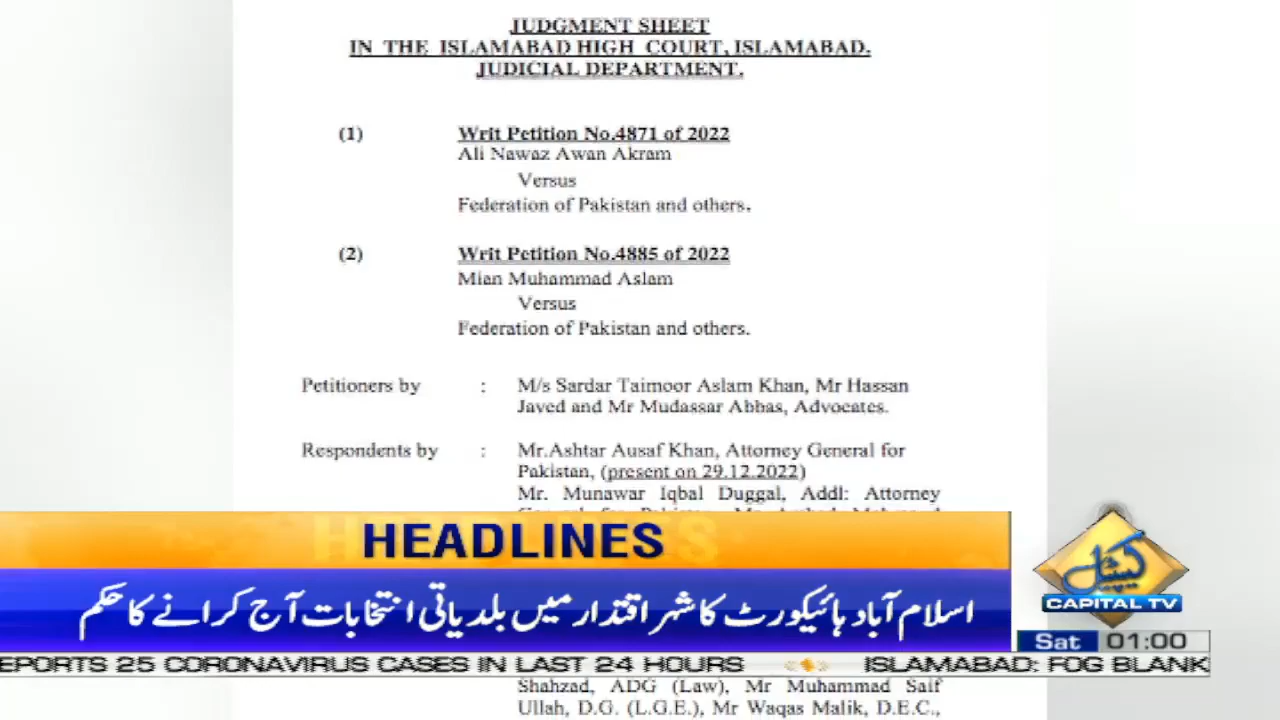 JUDGMENT SHEET
IN THE ISLAMABAD HIGH COURT, ISLAMABAD.
JUDICIAL DEPARTMENT.
(1) Writ Petition No.4871 of 2022
Ali Nawaz Awan Akram
Versus
Federation of Pakistan and others.
(2) Writ Petition No.4885 of 2022
Mian Muhammad Aslam
Versus
Federation of Pakistan and others.
Petitioners by : M/s Sardar Taimoor Aslam Khan, Mr Hassan
Javed and Mr Mudassar Abbas, Advocates.
Respondents by : Mr.Ashtar Ausaf Khan, Attorney General for
Pakistan, (present on 29.12.2022)
Mr. Munawar Iqbal Duggal, Addl: Attorney
HEADLINES
اسلام آباد ہائیکورٹ کا شہر اقتدار میں بلدیاتی انتخابات آج کرانے کا حکم
کیپیٹل
CAPITAL TV
Sat 01:00
EPORTS 25 CORONAVIRUS CASES IN LAST 24 HOURS ISLAMABAD: FOG BLANK
Shahzad, ADG (Law), Mr Muhammad Saif
Ullah, D.G. (L.G.E.), Mr Waqas Malik, D.E.C.,